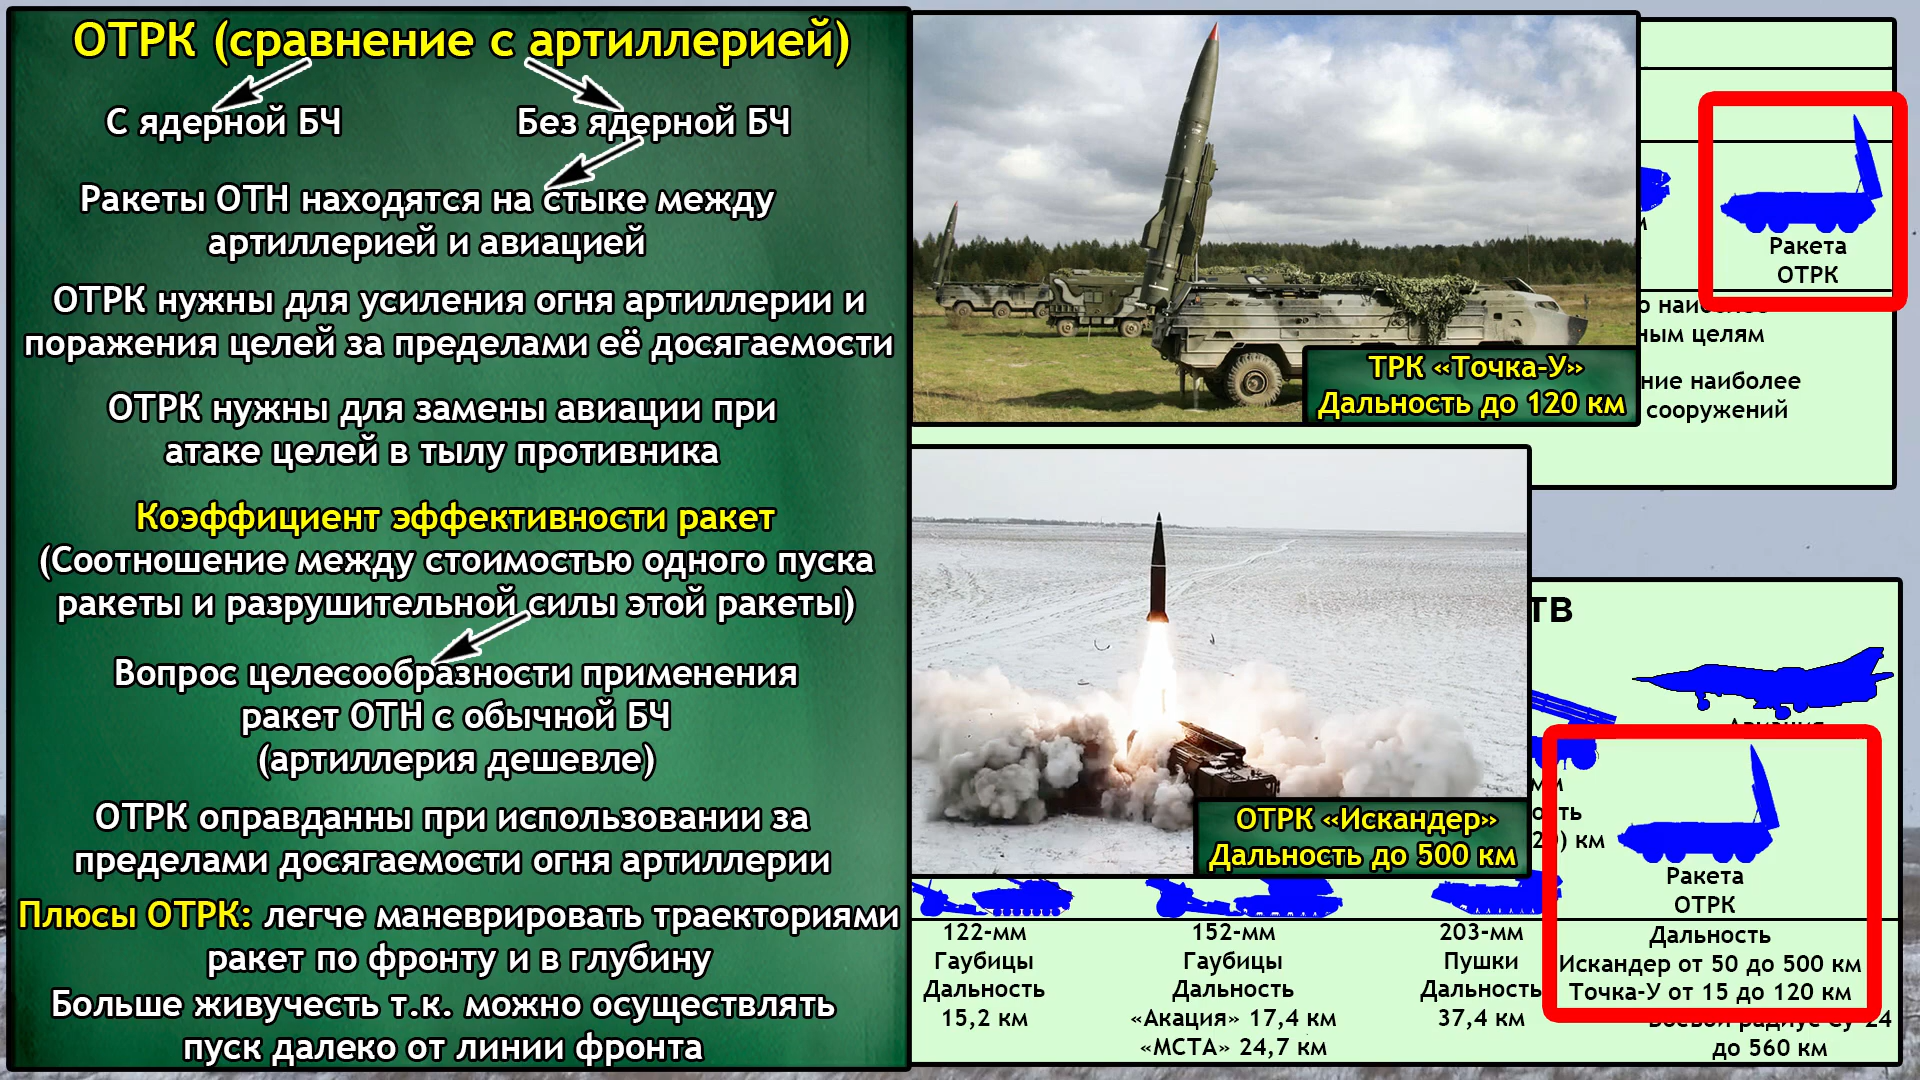 ОТРК (сравнение с артиллерией)
С ядерной БЧ
Без ядерной БЧ
Ракеты ОТН находятся на стыке между
артиллерией и авиацией
ОТРК нужны для усиления огня артиллерии и
поражения целей за пределами её досягаемости
ОТРК нужны для замены авиации при
атаке целей в тылу противника
Коэффициент эффективности ракет
(Соотношение между стоимостью одного пуска
ракеты и разрушительной силы этой ракеты)
Вопрос целесообразности применения
ракет ОТН с обычной БЧ
(артиллерия дешевле)
ОТРК оправданны при использовании за
пределами досягаемости огня артиллерии
Плюсы ОТРК: легче маневрировать траекториями
ракет по фронту и в глубину
Больше живучесть т.к. можно осуществлять
пуск далеко от линии фронта
ТРК «Точка-У»
Дальность до 120 км
Ракета
ОТРК
ным целям
ние наиболее
сооружений
ОТРК «Искандер»
Дальность до 500 км
ТВ
Авиация
мм
км
Ракета
ОТРК
Дальность
Искандер от 50 до 500 км
Точка-У от 15 до 120 км
Боевой радиус Су-24
до 560 км
122-мм
Гаубицы
Дальность
15,2 км
152-мм
Гаубицы
Дальность
«Акация» 17,4 км
«МСТА» 24,7 км
203-мм
Пушки
Дальность
37,4 км